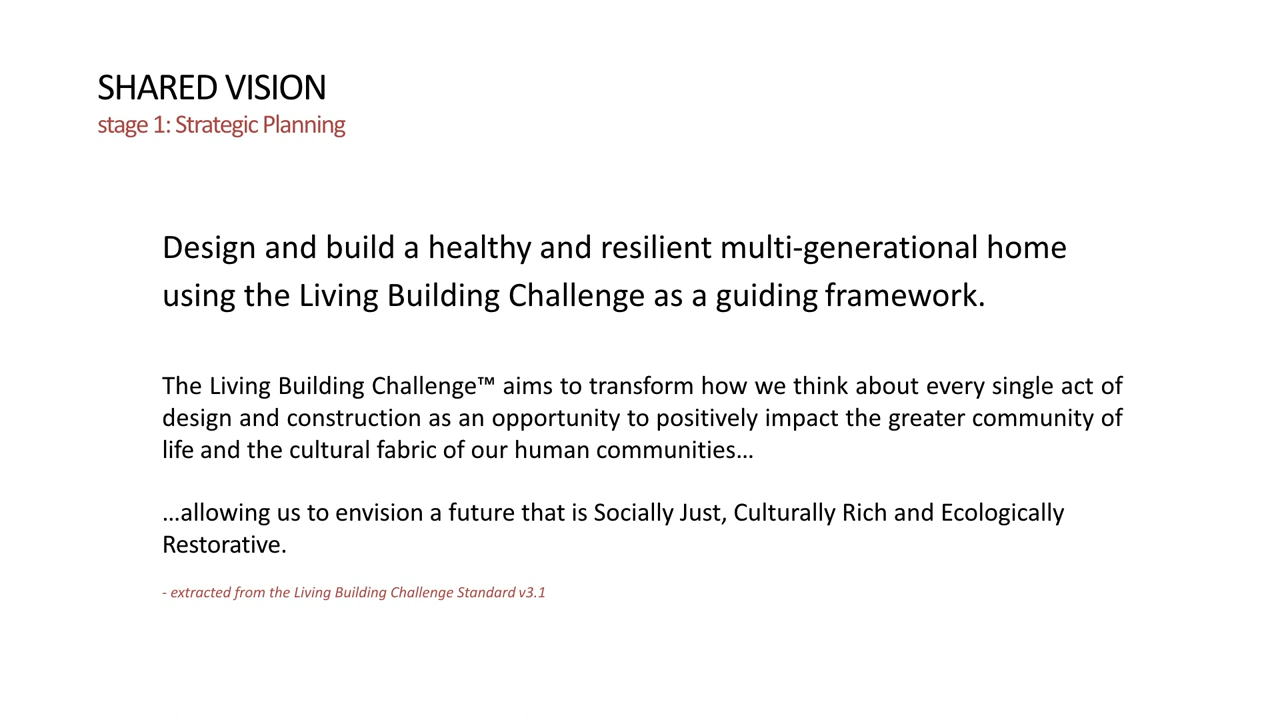 SHARED VISION
stage 1: Strategic Planning
Design and build a healthy and resilient multi-generational home
using the Living Building Challenge as a guiding framework.
The Living Building Challenge™ aims to transform how we think about every single act of
design and construction as an opportunity to positively impact the greater community of
life and the cultural fabric of our human communities…
…allowing us to envision a future that is Socially Just, Culturally Rich and Ecologically
Restorative.
- extracted from the Living Building Challenge Standard v3.1